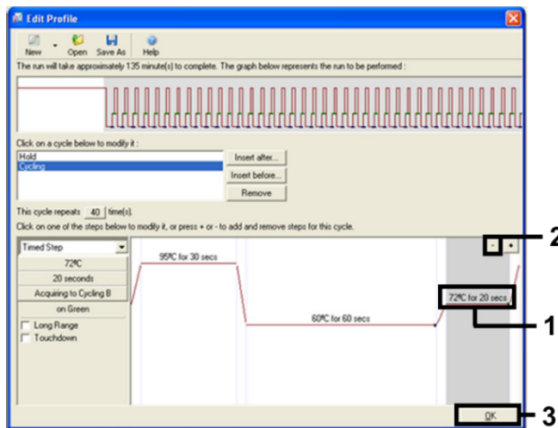 Edit Profile
New Open Save As Help
The run will take approximately 135 minute(s) to complete. The graph below represents the run to be performed :
Click on a cycle below to modify it :
Hold
Cycling
Insert after...
Insert before...
Remove
This cycle repeats 40 time(s).
Click on one of the steps below to modify it, or press + or - to add and remove steps for this cycle.
Timed Step
- + 2
72ºC
95ºC for 30 secs
20 seconds
Acquiring to Cycling B
72ºC for 20 secs
on Green
60ºC for 60 secs
1
Long Range
Touchdown
OK 3